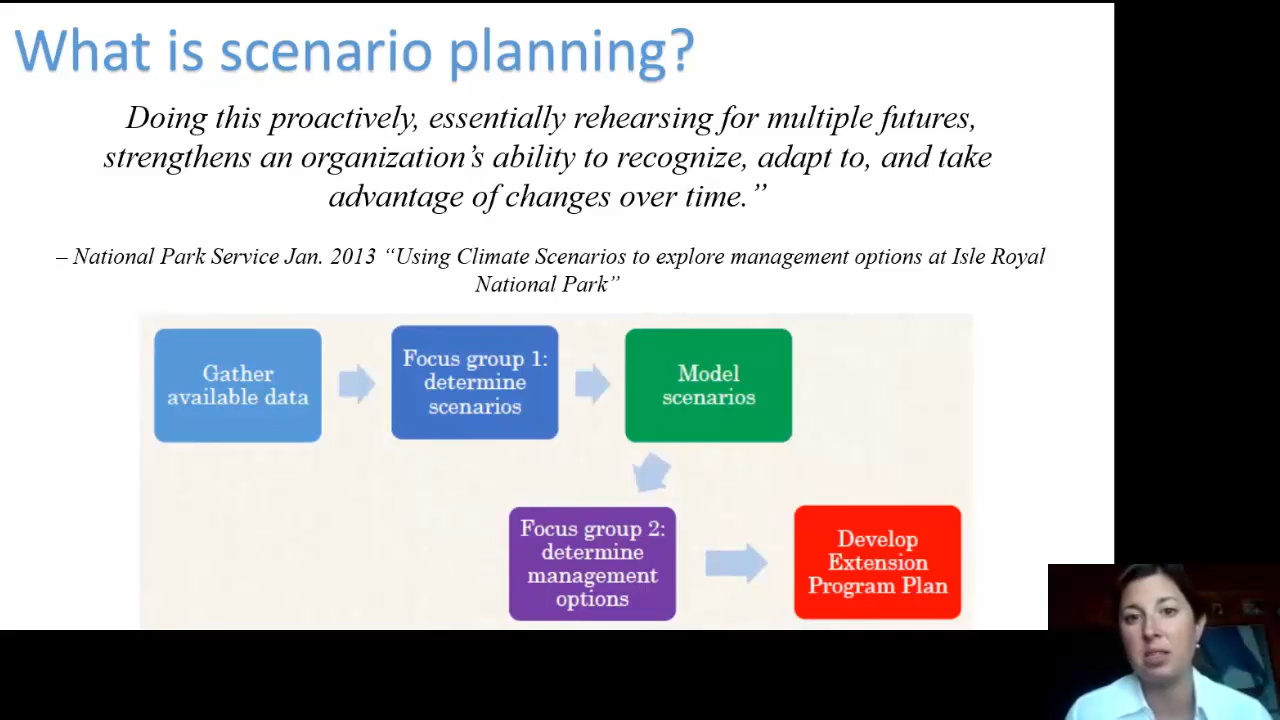 What is scenario planning?
Doing this proactively, essentially rehearsing for multiple futures,
strengthens an organization’s ability to recognize, adapt to, and take
advantage of changes over time.”
– National Park Service Jan. 2013 “Using Climate Scenarios to explore management options at Isle Royal
National Park”
Gather
available data
Focus group 1:
determine
scenarios
Model
scenarios
Focus group 2:
determine
management
options
Develop
Extension
Program Plan